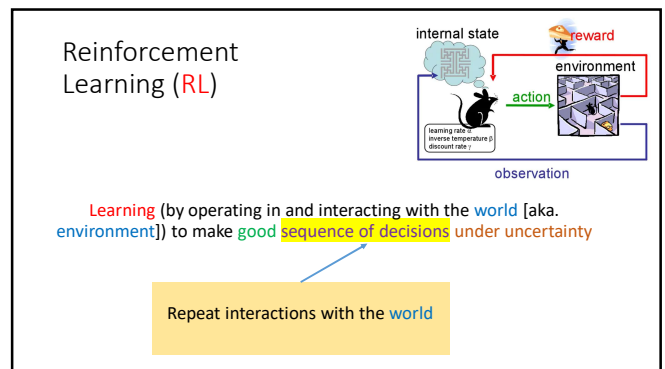 Reinforcement
Learning (RL)
internal state
reward
environment
action
learning rate α
inverse temperature β
discount rate γ
observation
Learning (by operating in and interacting with the world [aka.
environment]) to make good sequence of decisions under uncertainty
Repeat interactions with the world